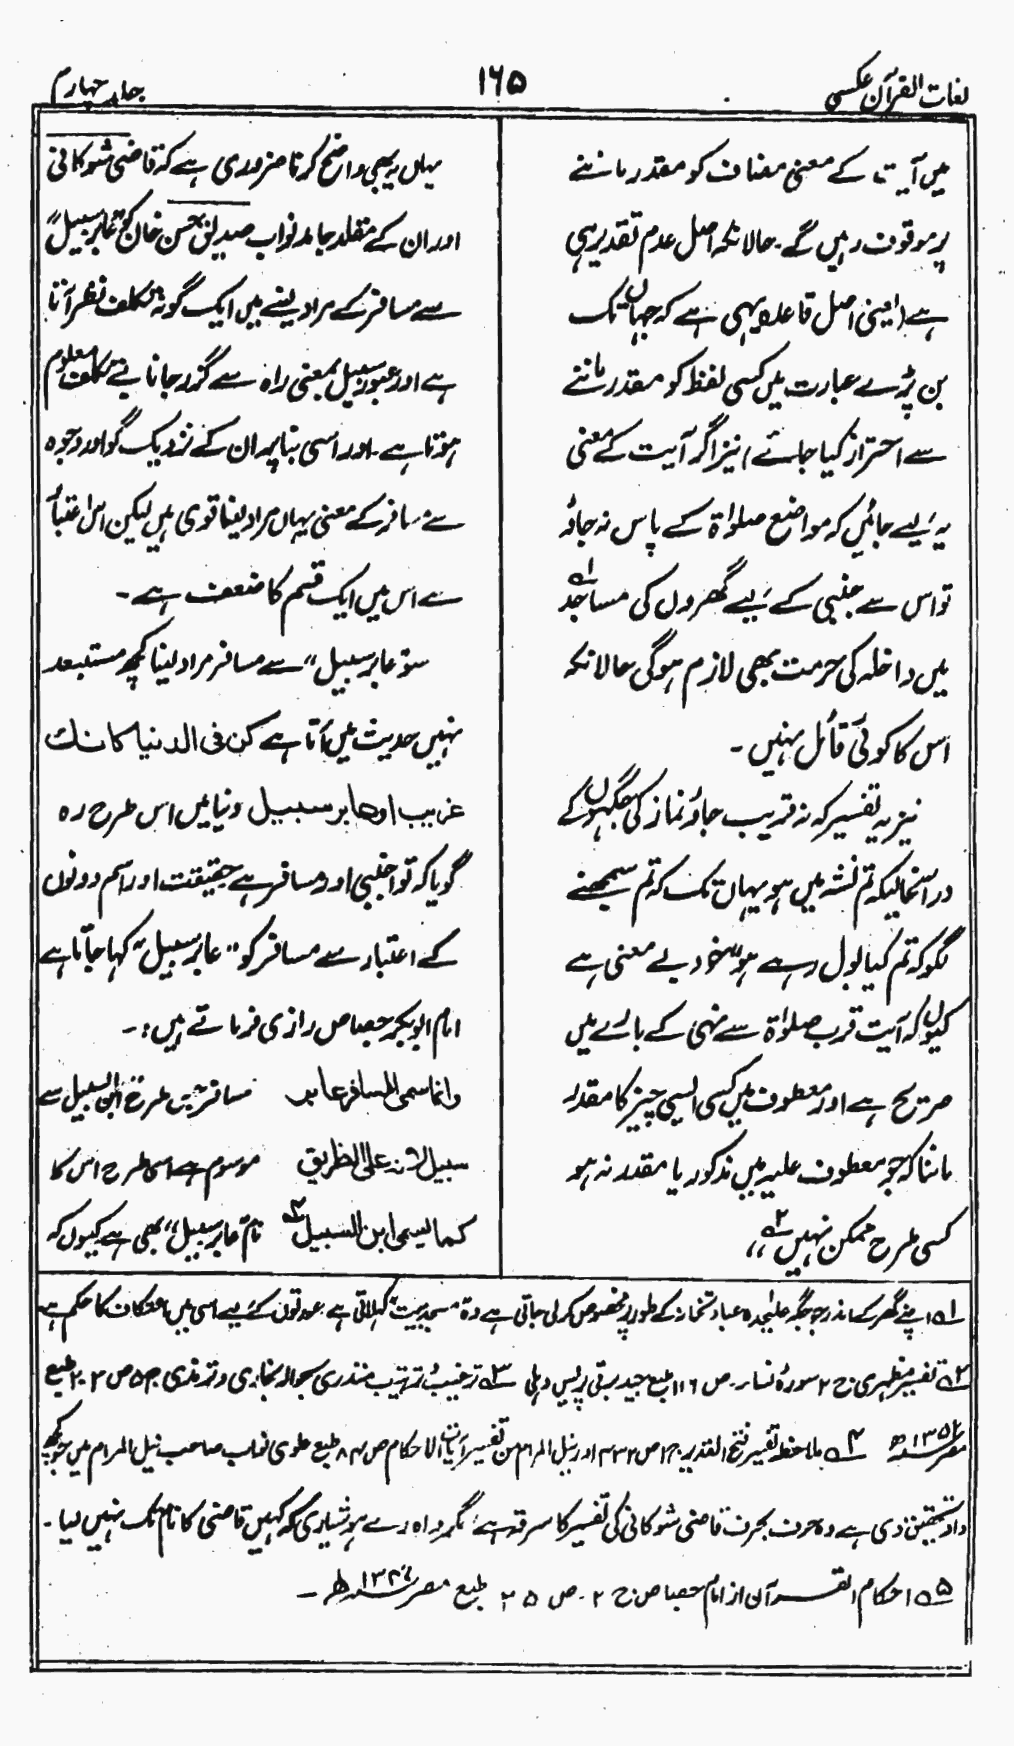 لغات القرآن عکسی
۱۶۵
جلد چہارم
میں آیت کے معنی مضاف کو مقدر ماننے
پر موقوف رہیں گے۔ حالانکہ اصل عدم تقدیر ہی
ہے (یعنی اصل قاعدہ یہی ہے کہ جہاں تک
بن پڑے عبارت میں کسی لفظ کو مقدر ماننے
سے احتراز کیا جائے) نیز اگر آیت کے معنی
یہ لیے جائیں کہ مواضع صلوٰۃ کے پاس نہ جاؤ
تو اس سے جنبی کے لیے گھروں کی مساجد ؎۱
میں داخلہ کی حرمت بھی لازم ہوگی حالانکہ
اس کا کوئی قائل نہیں۔
نیز یہ تفسیر کہ نہ قریب جاؤ نماز کی جگہوں کے
درآنحالیکہ تم نشہ میں ہو یہاں تک کہ تم سمجھنے
لگو کہ تم کیا بول رہے ہو" خود بے معنی ہے
کیوں کہ آیت قرب صلوٰۃ سے نہی کے بارے میں
صریح ہے اور معطوف میں کسی ایسی چیز کا مقدر
ماننا کہ جو معطوف علیہ میں مذکور یا مقدر نہ ہو
کسی طرح ممکن نہیں ؎۲ ،،
یہاں یہ بھی واضح کرنا ضروری ہے کہ قاضی شوکانی
اور ان کے مقلد جامد نواب صدیق حسن خان کو "عابر سبیل"
سے مسافر کے مراد لینے میں ایک گونہ تکلف نظر آتا
ہے اور عبور سبیل بمعنی راہ سے گزر جانا بے تکلف معلوم
ہوتا ہے۔ اور اسی بنا پر ان کے نزدیک گو اور وجوہ
سے مسافر کے معنی یہاں مراد لینا قوی ہیں لیکن اس اعتبار
سے اس میں ایک قسم کا ضعف ہے۔
سو "عابر سبیل" سے مسافر مراد لینا کچھ مستبعد
نہیں حدیث میں آتا ہے کن فی الدنیا کانک
غریب او عابر سبیل دنیا میں اس طرح رہ
گویا کہ تو اجنبی اور مسافر ہے حقیقت اور اسم دونوں
کے اعتبار سے مسافر کو "عابر سبیل" کہا جاتا ہے
امام ابوبکر جصاص رازی فرماتے ہیں:۔
وانما سمی المسافر عابر مسافر جس طرح ابن السبیل سے
سبیل لانہ علی الطریق موسوم ہے اسی طرح اس کا
کما یسمی ابن السبیل ؎۵ نام "عابر سبیل" بھی ہے کیوں کہ
؎۱ اپنے گھر کے اندر جو جگہ علیٰحدہ عبادت نماز کے طور پر مخصوص کر لی جاتی ہے وہ مسجد بیت کہلاتی ہے۔ عورتوں کے لیے اسی میں اعتکاف کا حکم ہے
؎۲ تفسیر مظہری ج ۲ سورۂ نساء۔ ص ۱۱۶ طبع جید برقی پریس دہلی ؎۳ ترغیب و ترہیب منذری بحوالہ بخاری و ترمذی ج ۵ ص ۲۰۲ طبع
مصر ۱۳۵۲ھ ؎۴ ملاحظہ تفسیر فتح القدیر ج ۱ ص ۴۳۲ اور نیل المرام من تفسیر آیات الاحکام ص ۸۴ طبع علوی نواب صاحب نیل المرام میں جو کچھ
داد تحقیق دی ہے وہ حرف بحرف قاضی شوکانی کی تفسیر کا سرقہ ہے، مگر واہ رے ہوشیاری کہ کہیں قاضی کا نام تک نہیں لیا۔
؎۵ احکام القرآن از امام جصاص ج ۲۔ ص ۲۵ طبع مصر